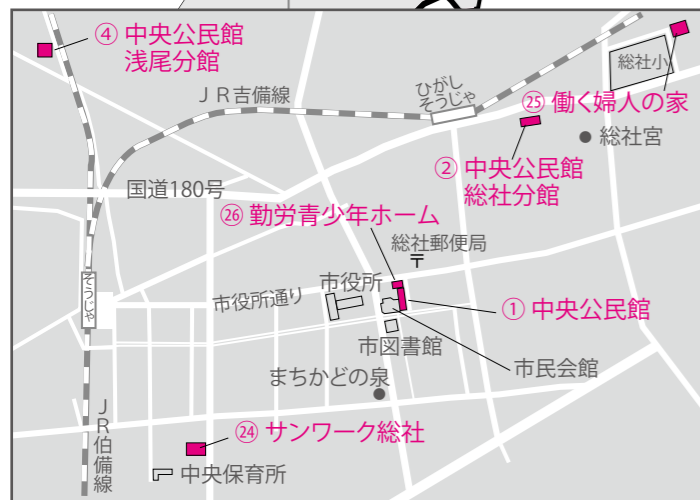 ④ 中央公民館
浅尾分館
JR吉備線
ひがし
そうじゃ
総社小
㉕ 働く婦人の家
総社宮
② 中央公民館
総社分館
国道180号
㉖ 勤労青少年ホーム
総社郵便局
〒
そうじゃ
市役所通り
市役所
① 中央公民館
市図書館
市民会館
まちかどの泉
JR伯備線
㉔ サンワーク総社
中央保育所